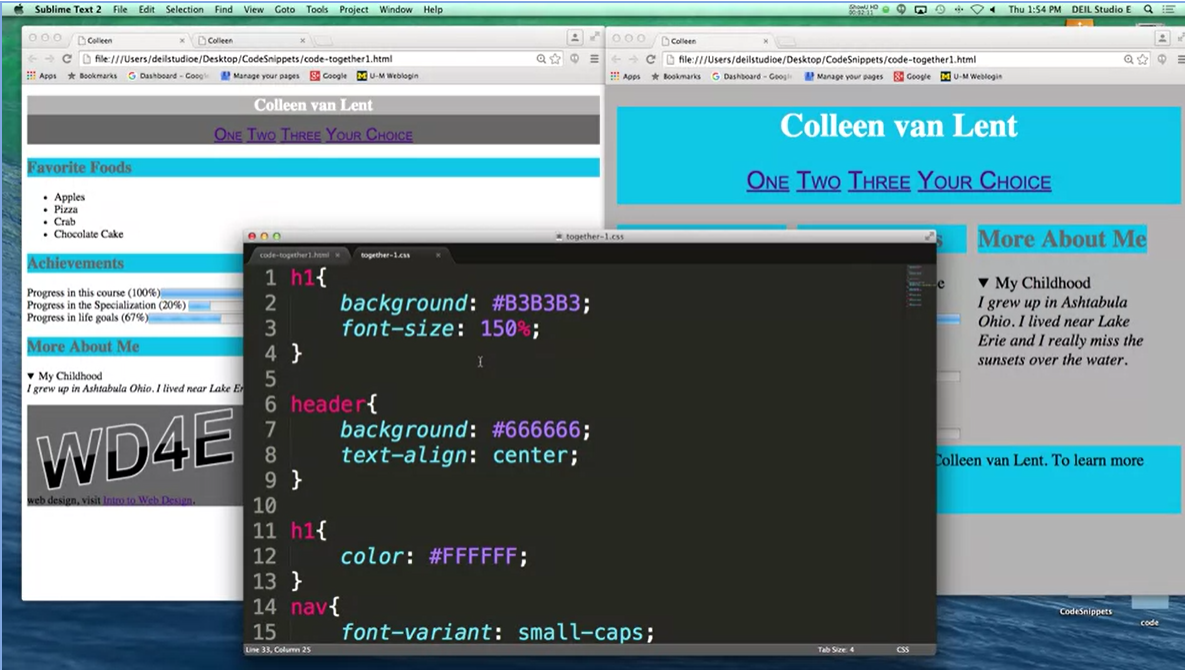 Sublime Text 2 File Edit Selection Find View Goto Tools Project Window Help
Thu 1:54 PM DEIL Studio E
Colleen
Colleen
file:///Users/deilstudioe/Desktop/CodeSnippets/code-together1.html
Apps Bookmarks Dashboard - Googl Manage your pages Google U-M Weblogin
Colleen van Lent
One Two Three Your Choice
Favorite Foods
Apples
Pizza
Crab
Chocolate Cake
Achievements
Progress in this course (100%)
Progress in the Specialization (20%)
Progress in life goals (67%)
More About Me
▼ My Childhood
I grew up in Ashtabula Ohio. I lived near Lake Er
WD4E
web design, visit Intro to Web Design.
Colleen
file:///Users/deilstudioe/Desktop/CodeSnippets/code-together1.html
Apps Bookmarks Dashboard - Googl Manage your pages Google U-M Weblogin
Colleen van Lent
One Two Three Your Choice
s
More About Me
e
▼ My Childhood
I grew up in Ashtabula
Ohio. I lived near Lake
Erie and I really miss the
sunsets over the water.
Colleen van Lent. To learn more
together-1.css
code-together1.html together-1.css
1 h1{
2 background: #B3B3B3;
3 font-size: 150%;
4 }
5
6 header{
7 background: #666666;
8 text-align: center;
9 }
10
11 h1{
12 color: #FFFFFF;
13 }
14 nav{
15 font-variant: small-caps;
Line 33, Column 25 Tab Size: 4 CSS
CodeSnippets
code